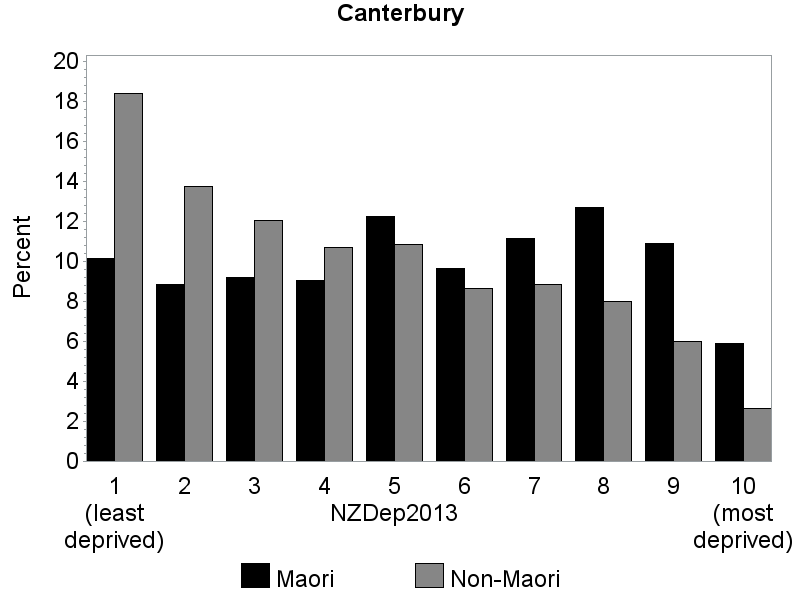 Canterbury
Percent
20
18
16
14
12
10
8
6
4
2
0
1 2 3 4 5 6 7 8 9 10
(least NZDep2013 (most
deprived) deprived)
Maori Non-Maori